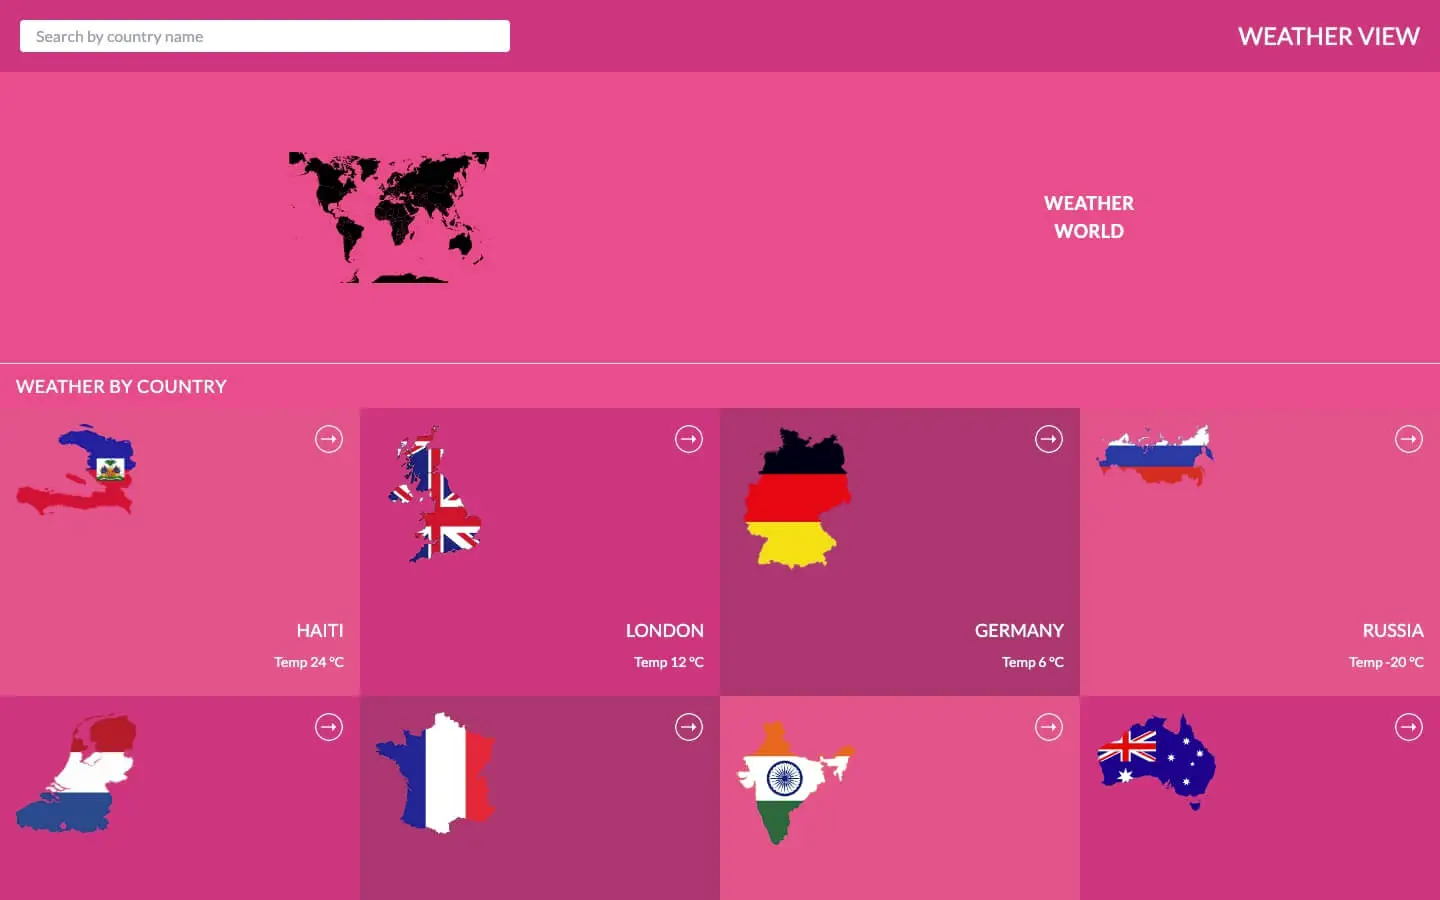 Search by country name
WEATHER VIEW
WEATHER
WORLD
WEATHER BY COUNTRY
HAITI
Temp 24 °C
LONDON
Temp 12 °C
GERMANY
Temp 6 °C
RUSSIA
Temp -20 °C